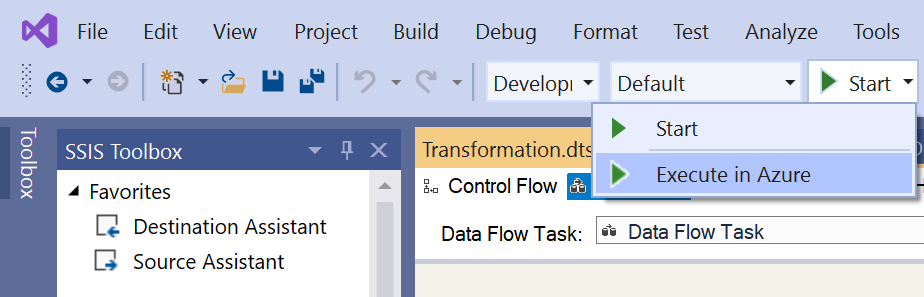 File Edit View Project Build Debug Format Test Analyze Tools
Develop Default Start
Start
Execute in Azure
Toolbox
SSIS Toolbox
Favorites
Destination Assistant
Source Assistant
Transformation.dts
Control Flow
Data Flow Task: Data Flow Task